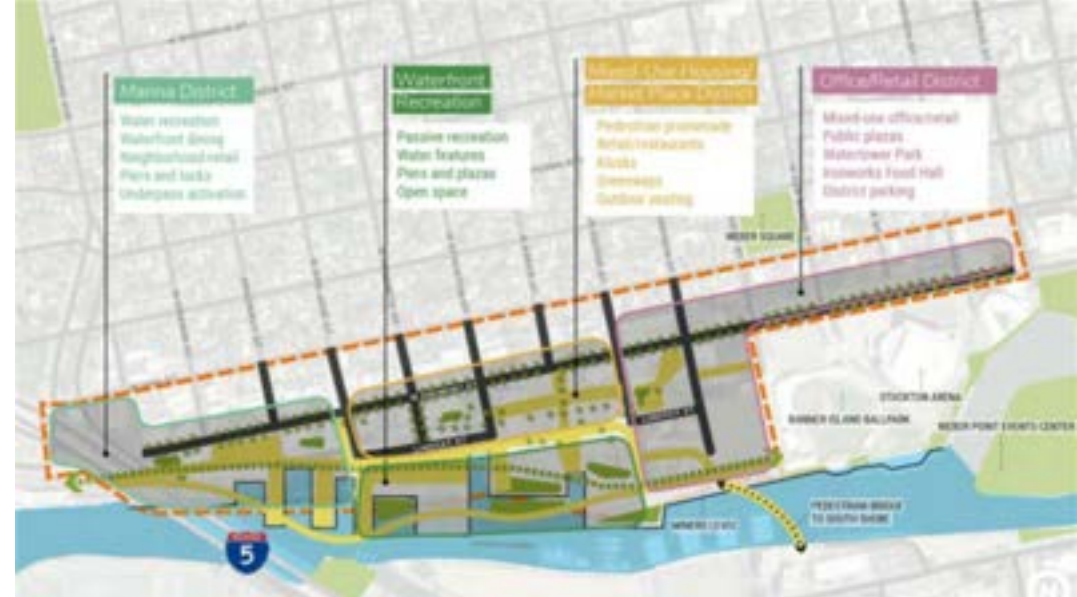 Marina District
Water recreation
Waterfront dining
Neighborhood retail
Piers and docks
Underpass activation
Waterfront
Recreation
Passive recreation
Water features
Piers and plazas
Open space
Mixed-Use Housing/
Market Place District
Pedestrian promenade
Retail/restaurants
Kiosks
Greenways
Outdoor seating
Office/Retail District
Mixed-use office/retail
Public plazas
Watertower Park
Ironworks Food Hall
District parking
WEBER SQUARE
STOCKTON ARENA
BANNER ISLAND BALLPARK
WEBER POINT EVENTS CENTER
PEDESTRIAN BRIDGE
TO SOUTH SHORE
MINERS LEVEE
5
N